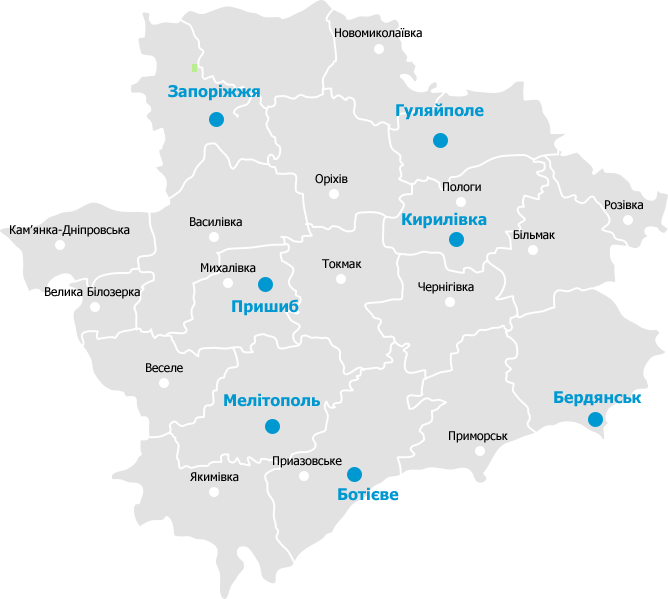 Новомиколаївка
Запоріжжя
Гуляйполе
Оріхів
Пологи
Розівка
Кирилівка
Василівка
Кам'янка-Дніпровська
Більмак
Михалівка
Токмак
Чернігівка
Велика Білозерка
Пришиб
Веселе
Мелітополь
Бердянськ
Приморськ
Приазовське
Якимівка
Ботієве